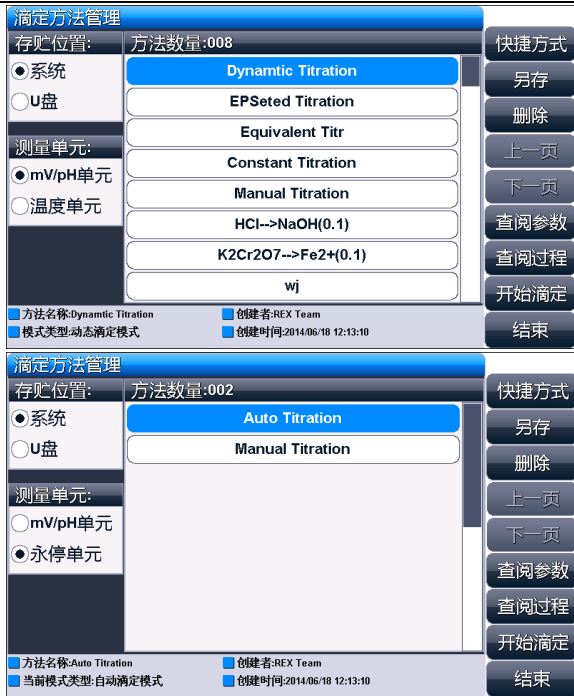 滴定方法管理
存贮位置:
方法数量:008
快捷方式
系统
Dynamtic Titration
另存
U盘
EPSeted Titration
删除
Equivalent Titr
测量单元:
上一页
Constant Titration
mV/pH单元
下一页
Manual Titration
温度单元
HCl-->NaOH(0.1)
查阅参数
K2Cr2O7-->Fe2+(0.1)
查阅过程
wj
开始滴定
方法名称:Dynamtic Titration
创建者:REX Team
模式类型:动态滴定模式
创建时间:2014/06/18 12:13:10
结束
滴定方法管理
存贮位置:
方法数量:002
快捷方式
系统
Auto Titration
另存
U盘
Manual Titration
删除
测量单元:
上一页
mV/pH单元
下一页
永停单元
查阅参数
查阅过程
开始滴定
方法名称:Auto Titration
创建者:REX Team
当前模式类型:自动滴定模式
创建时间:2014/06/18 12:13:10
结束